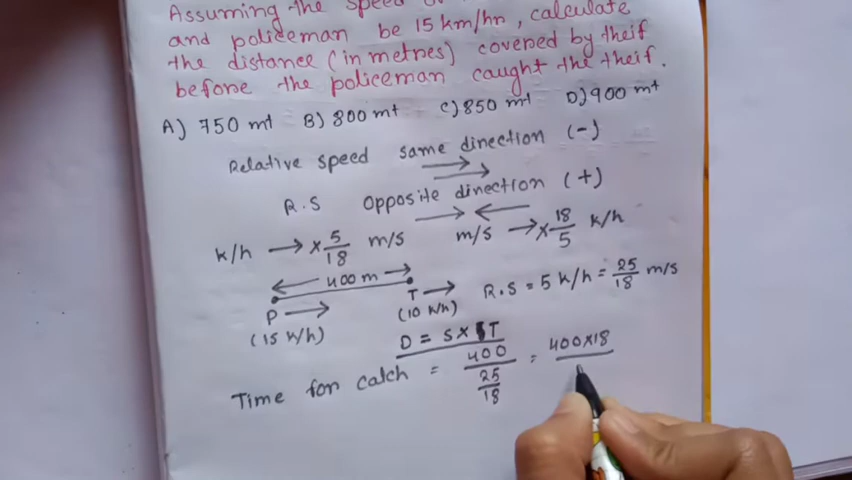 Assuming the speed
and policeman be 15 km/hr, calculate
the distance (in metres) covered by theif
before the policeman caught the theif.
A) 750 mt B) 800 mt C) 850 mt D) 900 mt
Relative speed same direction (-)
R.S opposite direction (+)
k/h → × 5/18 m/s m/s → × 18/5 k/h
400 m
P T R.S = 5 k/h = 25/18 m/s
(15 k/h) (10 k/h)
D = S × T
Time for catch = 400/(25/18) = 400×18